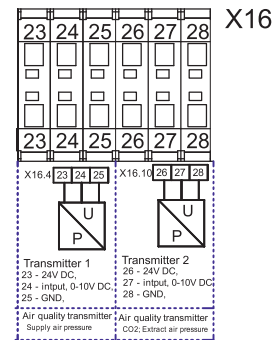 X16
23 24 25 26 27 28
23 24 25 26 27 28
X16.4 23 24 25
X16.10 26 27 28
U
P
U
P
Transmitter 1
23 - 24V DC,
24 - intput, 0-10V DC,
25 - GND,
Transmitter 2
26 - 24V DC,
27 - intput, 0-10V DC
28 - GND,
Air quality transmitter
Supply air pressure
Air quality transmitter
CO2; Extract air pressure